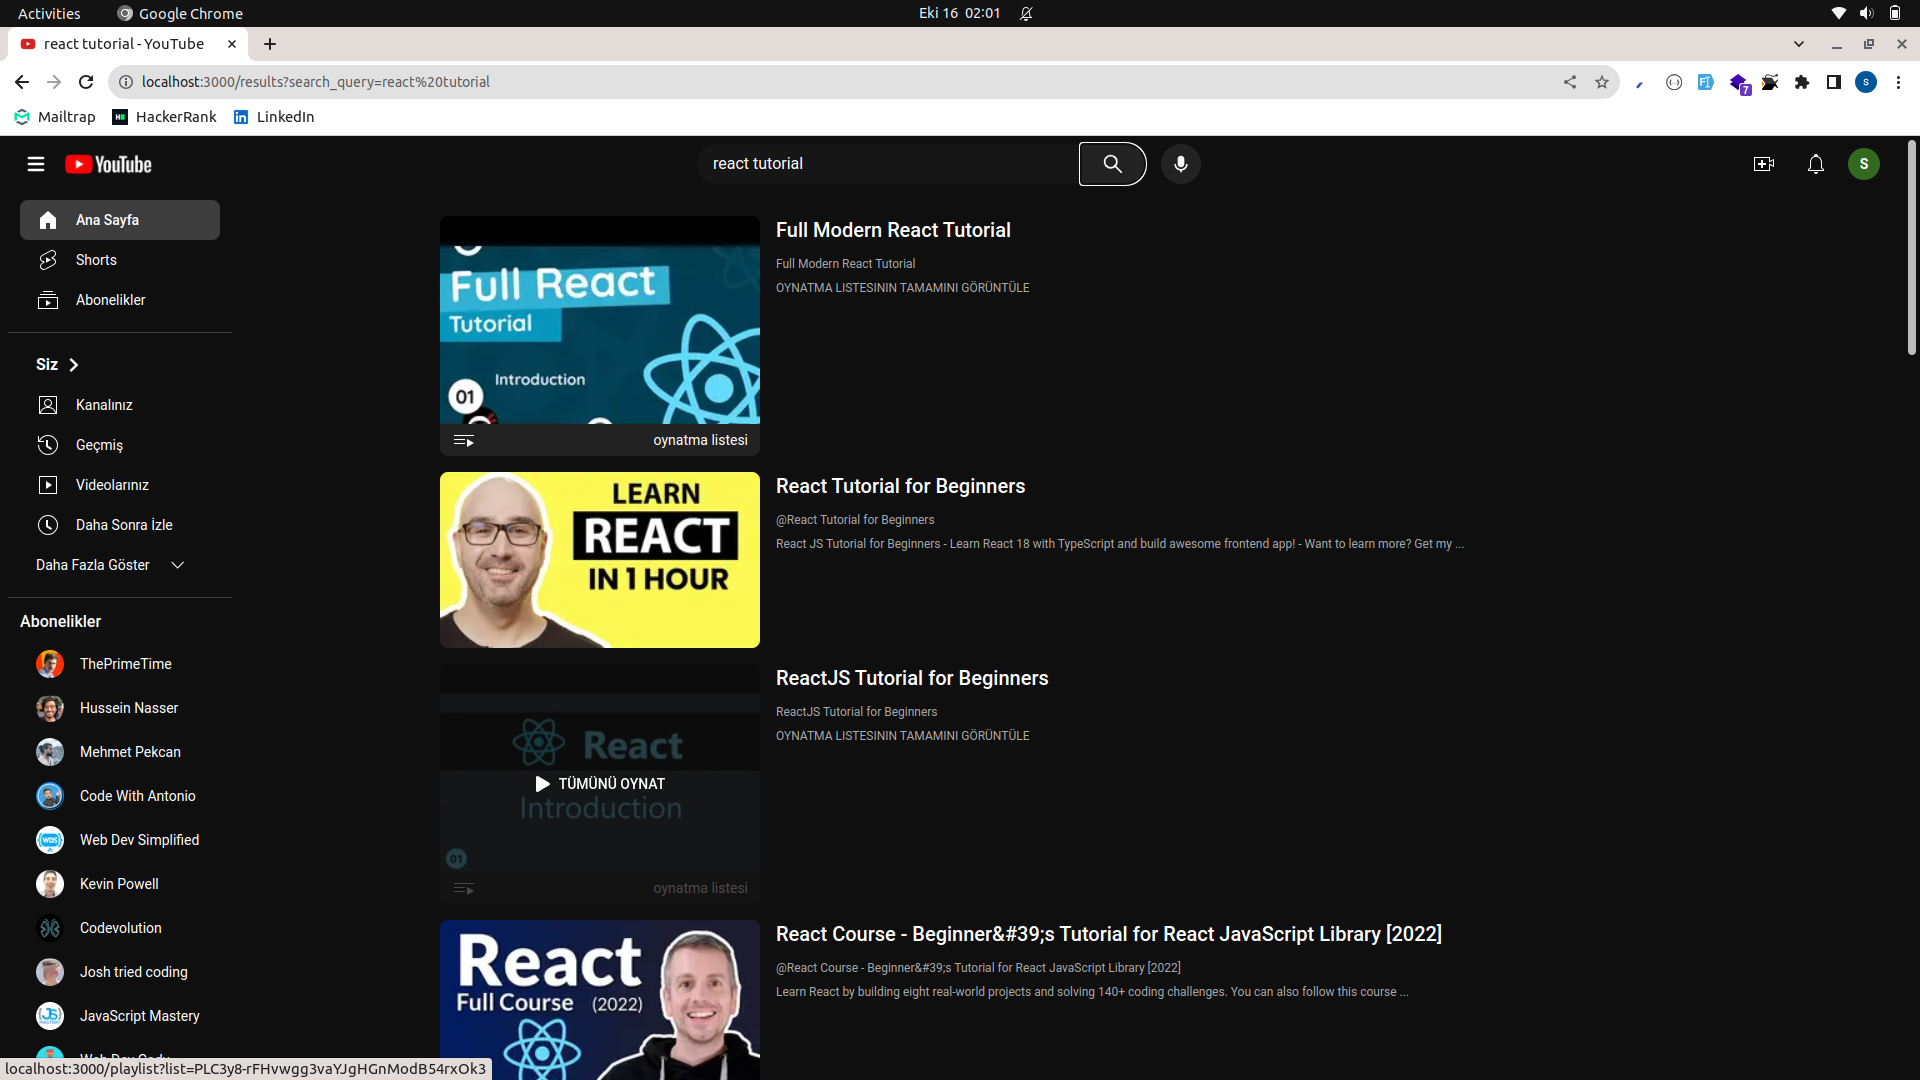 Activities
Google Chrome
Eki 16 02:01
react tutorial - YouTube
localhost:3000/results?search_query=react%20tutorial
7
S
Mailtrap
HackerRank
LinkedIn
YouTube
react tutorial
S
Ana Sayfa
Shorts
Abonelikler
Siz
Kanalınız
Geçmiş
Videolarınız
Daha Sonra İzle
Daha Fazla Göster
Abonelikler
ThePrimeTime
Hussein Nasser
Mehmet Pekcan
Code With Antonio
Web Dev Simplified
Kevin Powell
Codevolution
Josh tried coding
JavaScript Mastery
Full React
Tutorial
Introduction
01
oynatma listesi
Full Modern React Tutorial
Full Modern React Tutorial
OYNATMA LISTESININ TAMAMINI GÖRÜNTÜLE
LEARN
REACT
IN 1 HOUR
React Tutorial for Beginners
@React Tutorial for Beginners
React JS Tutorial for Beginners - Learn React 18 with TypeScript and build awesome frontend app! - Want to learn more? Get my ...
React
TÜMÜNÜ OYNAT
Introduction
01
oynatma listesi
ReactJS Tutorial for Beginners
ReactJS Tutorial for Beginners
OYNATMA LISTESININ TAMAMINI GÖRÜNTÜLE
React
Full Course (2022)
React Course - Beginner&#39;s Tutorial for React JavaScript Library [2022]
@React Course - Beginner&#39;s Tutorial for React JavaScript Library [2022]
Learn React by building eight real-world projects and solving 140+ coding challenges. You can also follow this course ...
localhost:3000/playlist?list=PLC3y8-rFHvwgg3vaYJgHGnModB54rxOk3